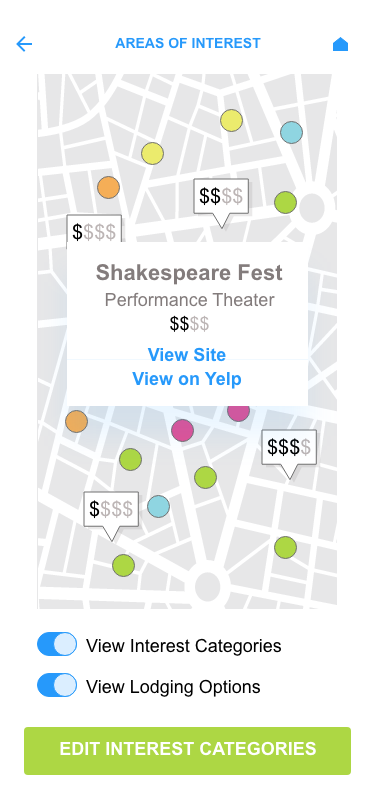 AREAS OF INTEREST
$$$$
$$$$
Shakespeare Fest
Performance Theater
$$$$
View Site
View on Yelp
$$$$
$$$$
View Interest Categories
View Lodging Options
EDIT INTEREST CATEGORIES